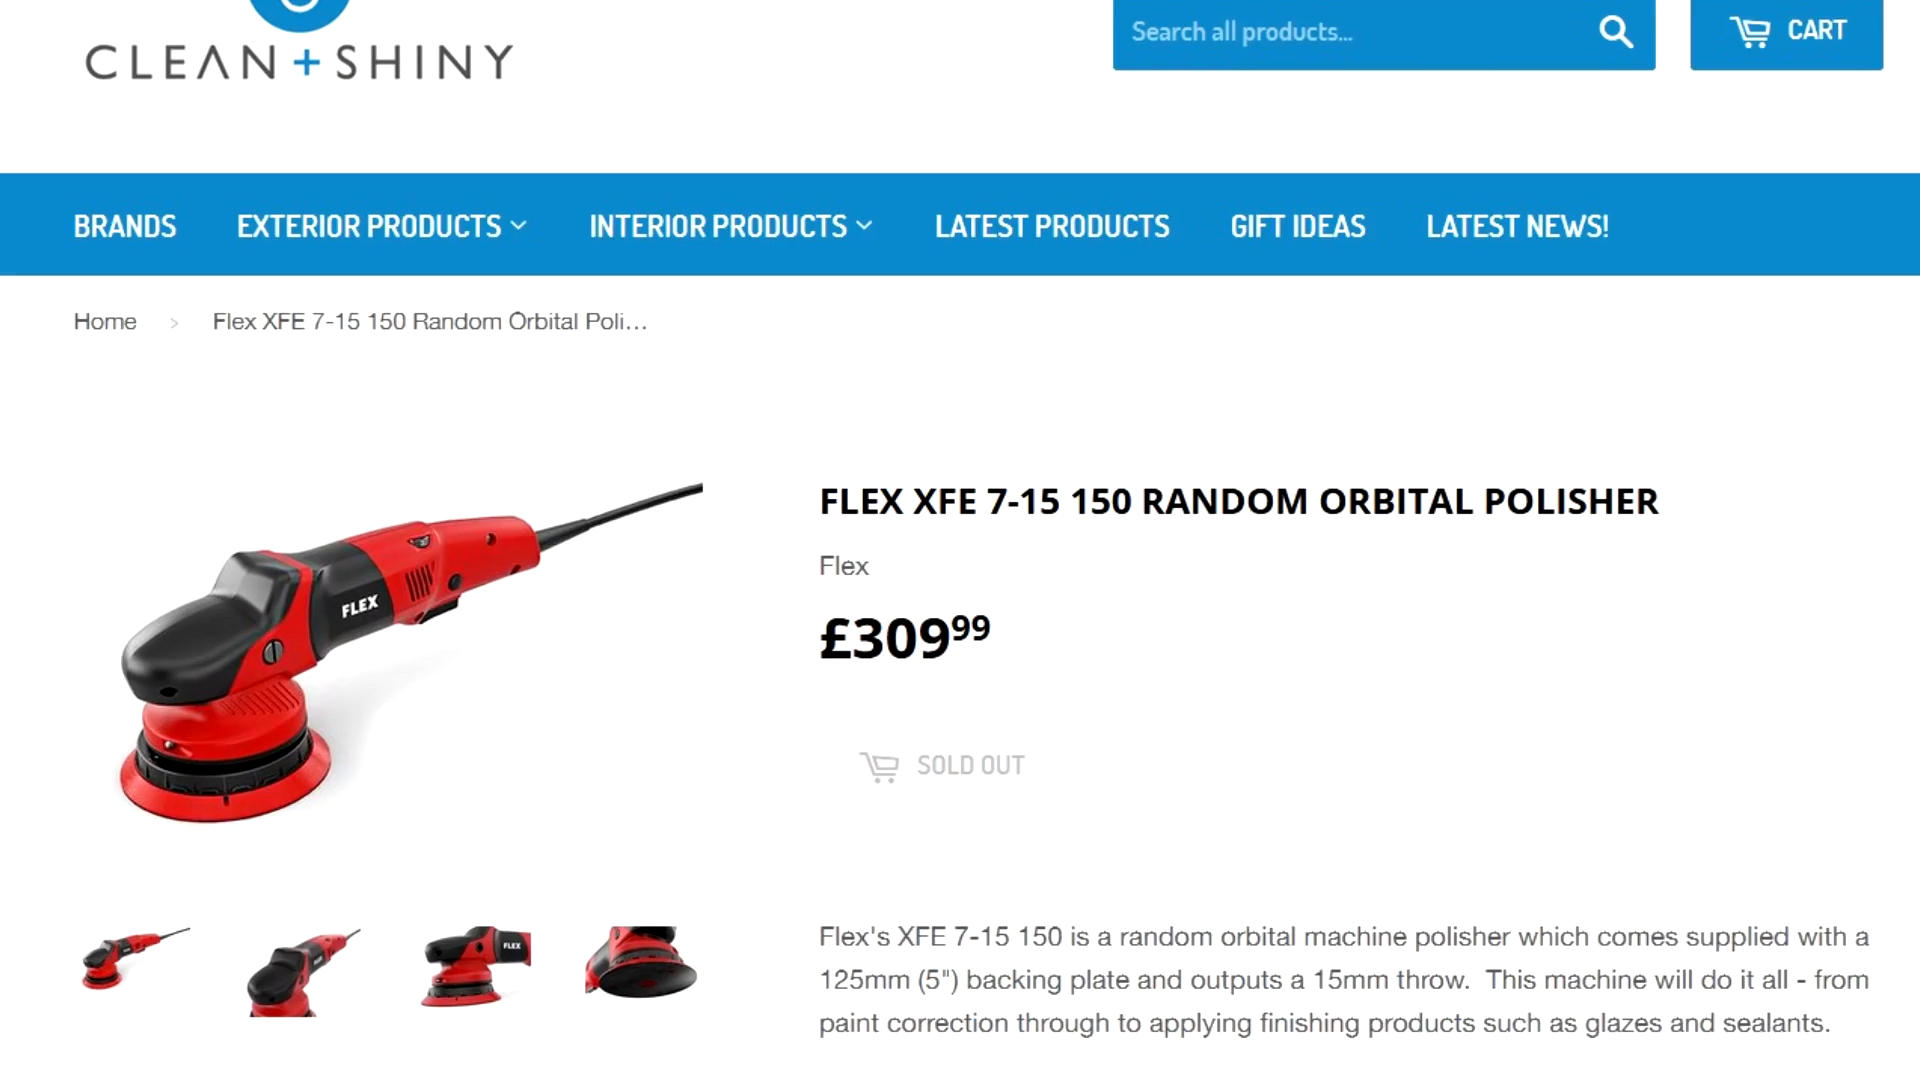 CLEAN + SHINY
Search all products...
CART
BRANDS
EXTERIOR PRODUCTS
INTERIOR PRODUCTS
LATEST PRODUCTS
GIFT IDEAS
LATEST NEWS!
Home > Flex XFE 7-15 150 Random Orbital Poli...
FLEX
FLEX XFE 7-15 150 RANDOM ORBITAL POLISHER
Flex
£309.99
SOLD OUT
FLEX
Flex's XFE 7-15 150 is a random orbital machine polisher which comes supplied with a
125mm (5") backing plate and outputs a 15mm throw. This machine will do it all - from
paint correction through to applying finishing products such as glazes and sealants.